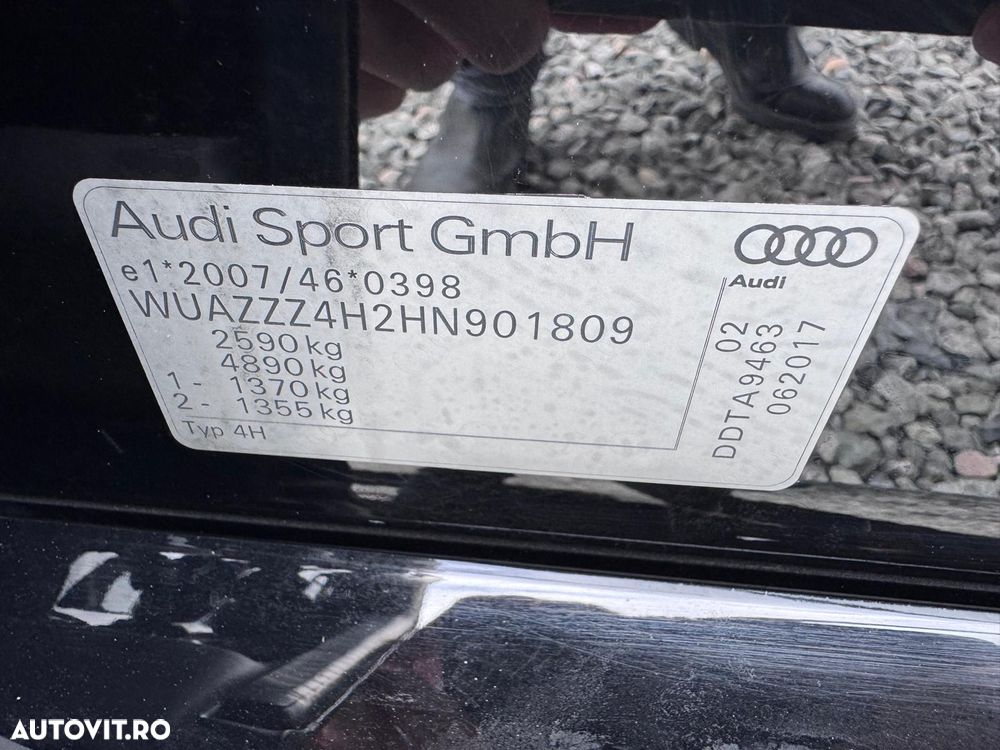 Audi Sport GmbH
e1*2007/46*0398
WUAZZZ4H2HN901809
2590 kg
4890 kg
1 - 1370 kg
2 - 1355 kg
Typ 4H
Audi
02
DDTA9463
062017
AUTOVIT.RO